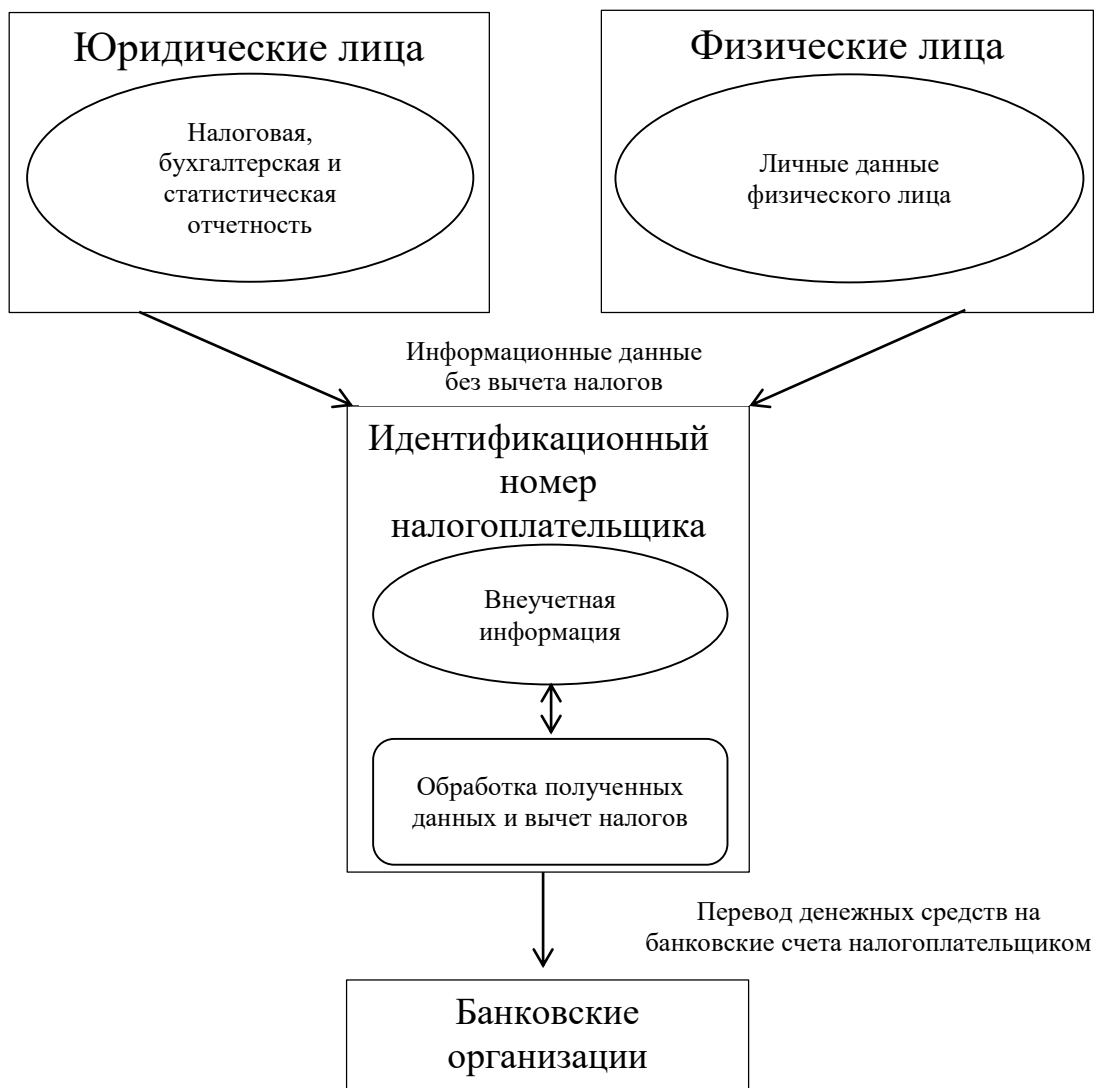 Юридические лица
Налоговая,
бухгалтерская и
статистическая
отчетность
Физические лица
Личные данные
физического лица
Информационные данные
без вычета налогов
Идентификационный
номер
налогоплательщика
Внеучетная
информация
Обработка полученных
данных и вычет налогов
Перевод денежных средств на
банковские счета налогоплательщиком
Банковские
организации